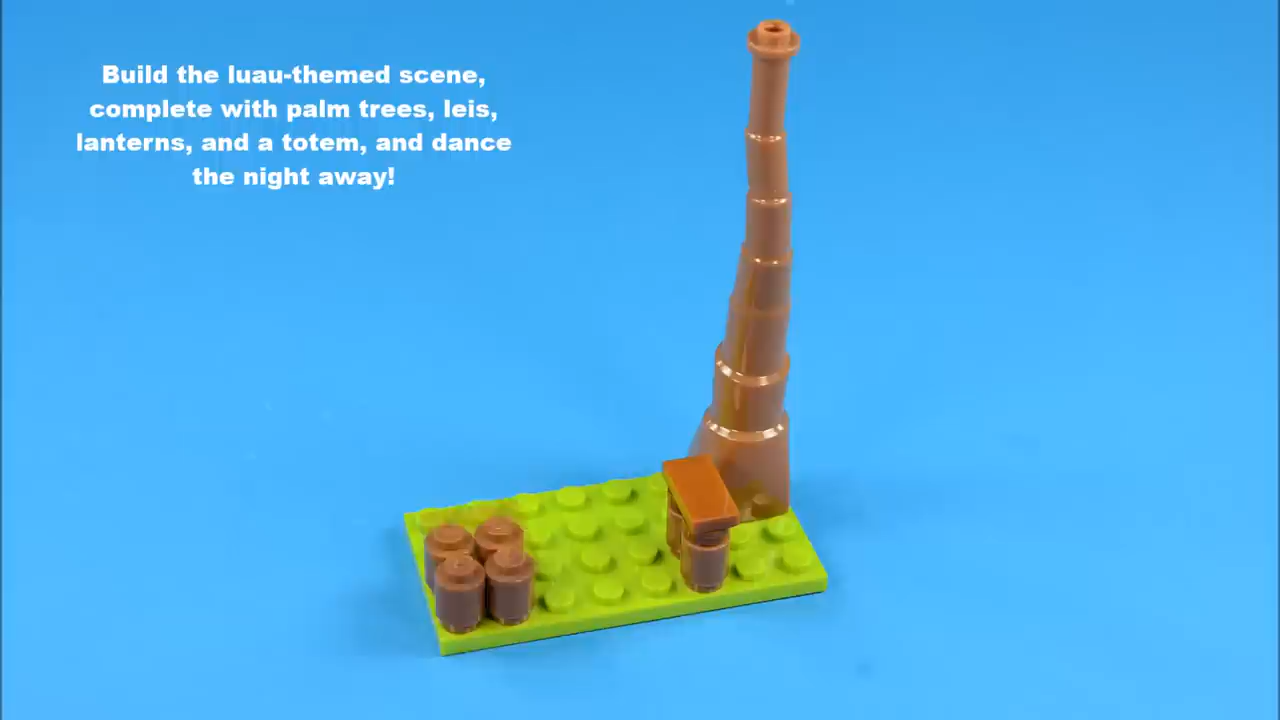 Build the luau-themed scene,
complete with palm trees, leis,
lanterns, and a totem, and dance
the night away!